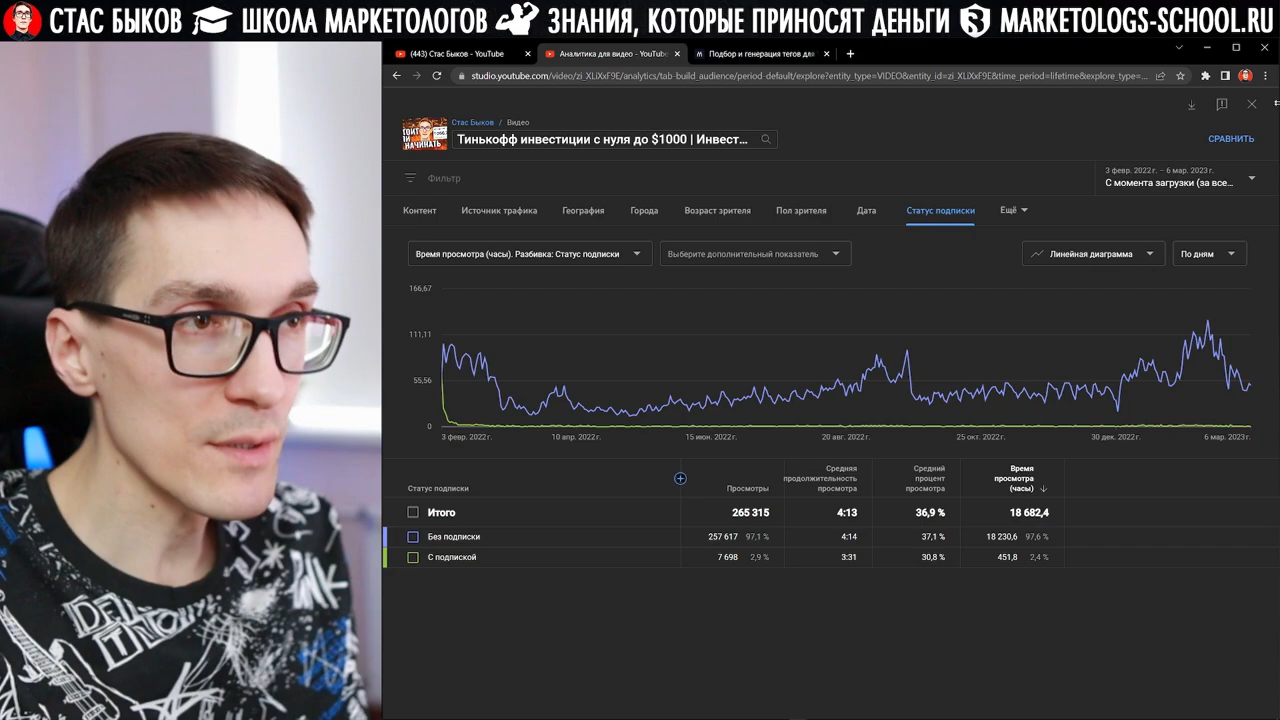 СТАС БЫКОВ ШКОЛА МАРКЕТОЛОГОВ ЗНАНИЯ, КОТОРЫЕ ПРИНОСЯТ ДЕНЬГИ MARKETOLOGS-SCHOOL.RU
(443) Стас Быков - YouTube
Аналитика для видео - YouTube
Подбор и генерация тегов для
studio.youtube.com/video/zi_XLiXxF9E/analytics/tab-build_audience/period-default/explore?entity_type=VIDEO&entity_id=zi_XLiXxF9E&time_period=lifetime&explore_type=...
Стас Быков / Видео
Тинькофф инвестиции с нуля до $1000 | Инвест...
СРАВНИТЬ
Фильтр
3 февр. 2022 г. – 6 мар. 2023 г.
С момента загрузки (за все...
Контент Источник трафика География Города Возраст зрителя Пол зрителя Дата Статус подписки Ещё
Время просмотра (часы). Разбивка: Статус подписки
Выберите дополнительный показатель
Линейная диаграмма
По дням
166,67
111,11
55,56
0
3 февр. 2022 г. 10 апр. 2022 г. 15 июн. 2022 г. 20 авг. 2022 г. 25 окт. 2022 г. 30 дек. 2022 г. 6 мар. 2023 г.
Статус подписки
Просмотры
Средняя
продолжительность
просмотра
Средний
процент
просмотра
Время
просмотра
(часы)
Итого 265 315 4:13 36,9 % 18 682,4
Без подписки 257 617 97,1 % 4:14 37,1 % 18 230,6 97,6 %
С подпиской 7 698 2,9 % 3:31 30,8 % 451,8 2,4 %